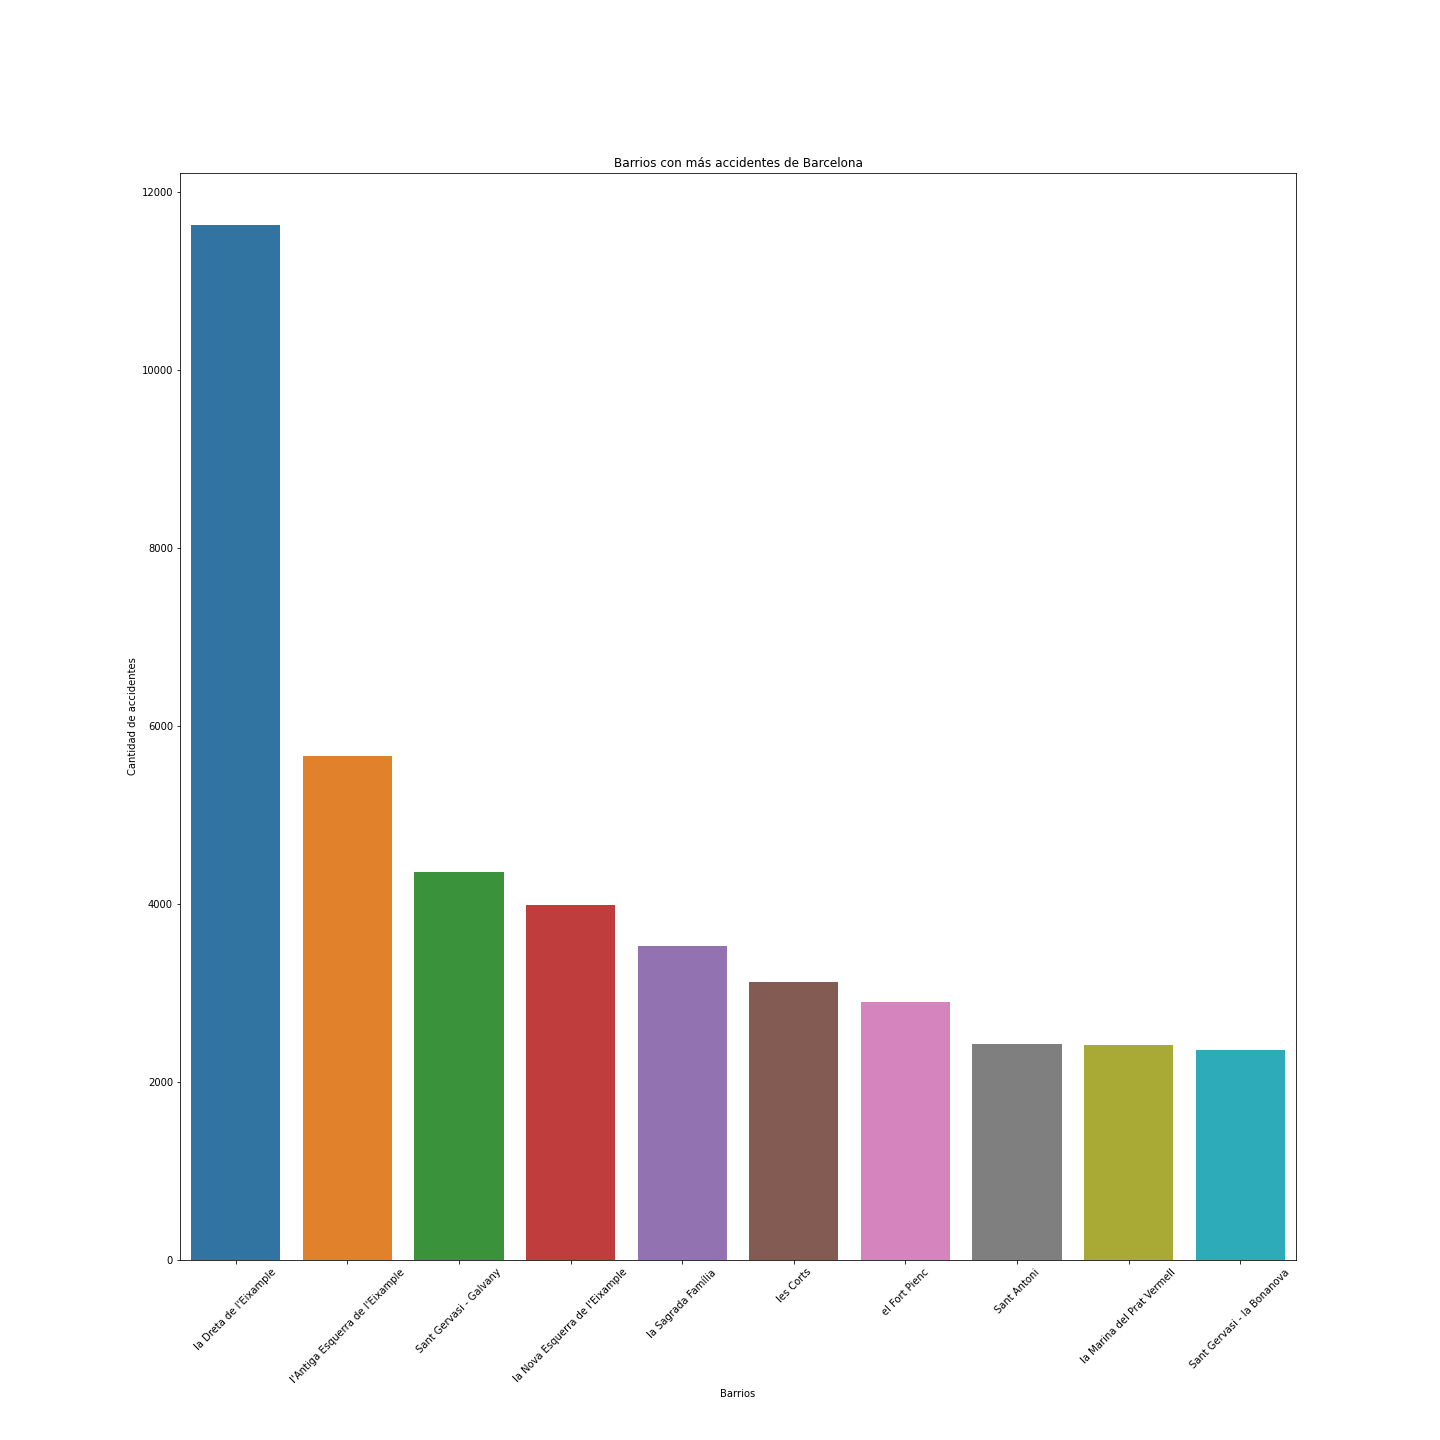 Barrios con más accidentes de Barcelona
12000
10000
8000
6000
4000
2000
0
Cantidad de accidentes
la Dreta de l'Eixample
l'Antiga Esquerra de l'Eixample
Sant Gervasi - Galvany
la Nova Esquerra de l'Eixample
la Sagrada Família
les Corts
el Fort Pienc
Sant Antoni
la Marina del Prat Vermell
Sant Gervasi - la Bonanova
Barrios